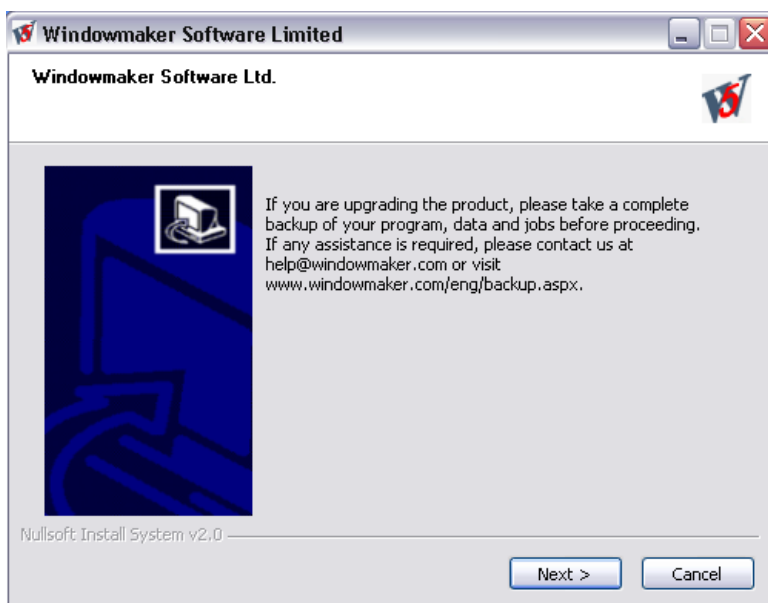 Windowmaker Software Limited
Windowmaker Software Ltd.
If you are upgrading the product, please take a complete
backup of your program, data and jobs before proceeding.
If any assistance is required, please contact us at
help@windowmaker.com or visit
www.windowmaker.com/eng/backup.aspx.
Nullsoft Install System v2.0
Next >
Cancel